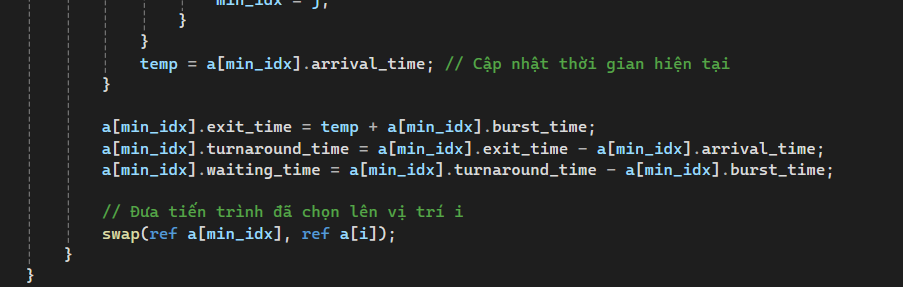 min_idx = j;
}
}
temp = a[min_idx].arrival_time; // Cập nhật thời gian hiện tại
}
a[min_idx].exit_time = temp + a[min_idx].burst_time;
a[min_idx].turnaround_time = a[min_idx].exit_time - a[min_idx].arrival_time;
a[min_idx].waiting_time = a[min_idx].turnaround_time - a[min_idx].burst_time;
// Đưa tiến trình đã chọn lên vị trí i
swap(ref a[min_idx], ref a[i]);
}
}